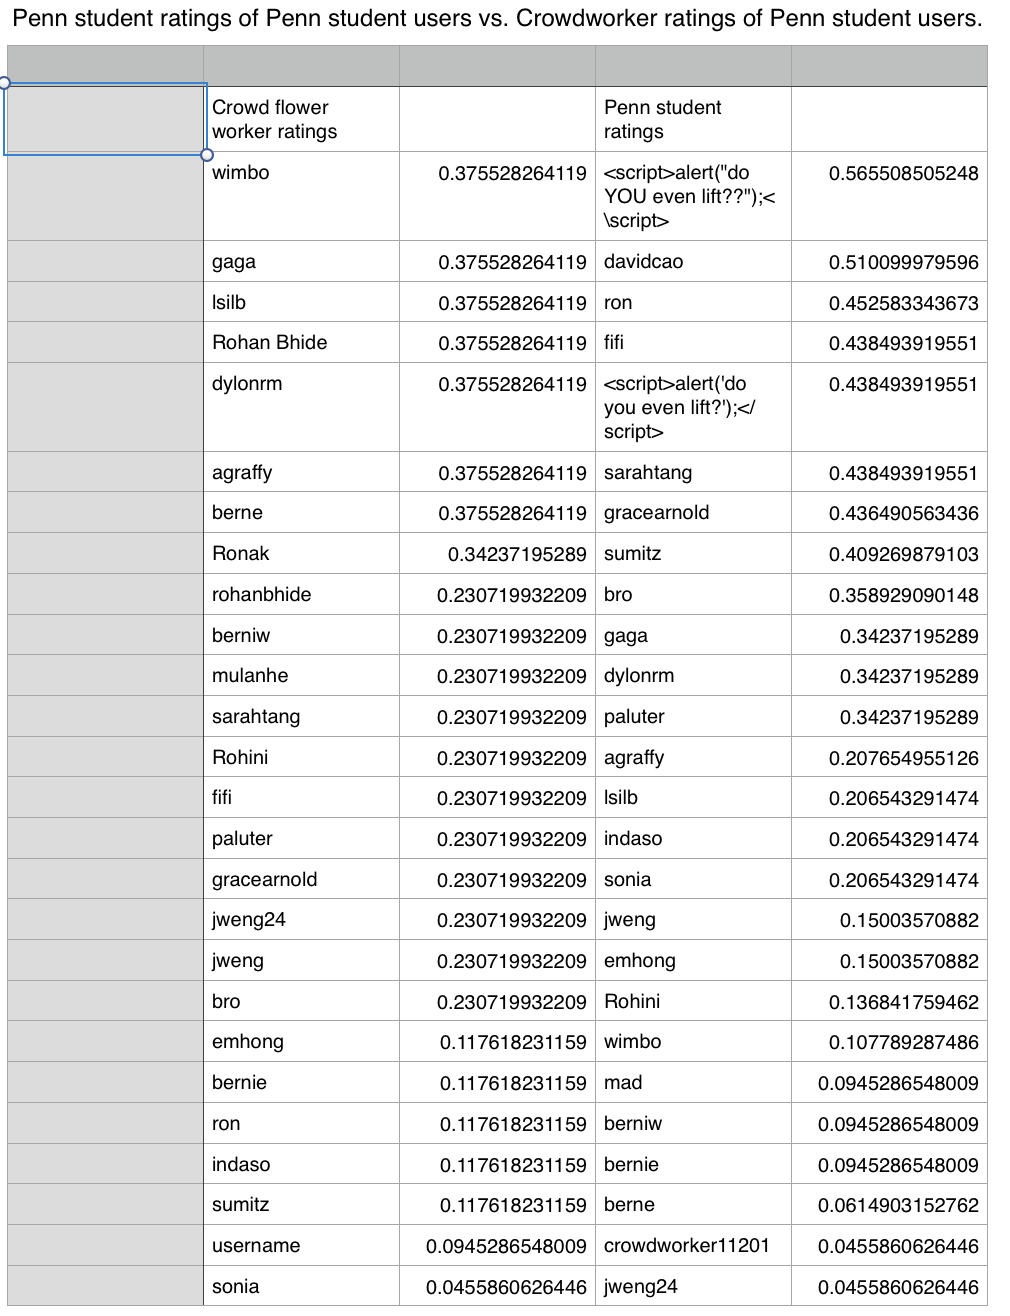 Penn student ratings of Penn student users vs. Crowdworker ratings of Penn student users.
Crowd flower Penn student
worker ratings ratings
wimbo 0.375528264119 <script>alert("do 0.565508505248
YOU even lift??");<
\script>
gaga 0.375528264119 davidcao 0.510099979596
lsilb 0.375528264119 ron 0.452583343673
Rohan Bhide 0.375528264119 fifi 0.438493919551
dylonrm 0.375528264119 <script>alert('do 0.438493919551
you even lift?');</
script>
agraffy 0.375528264119 sarahtang 0.438493919551
berne 0.375528264119 gracearnold 0.436490563436
Ronak 0.34237195289 sumitz 0.409269879103
rohanbhide 0.230719932209 bro 0.358929090148
berniw 0.230719932209 gaga 0.34237195289
mulanhe 0.230719932209 dylonrm 0.34237195289
sarahtang 0.230719932209 paluter 0.34237195289
Rohini 0.230719932209 agraffy 0.207654955126
fifi 0.230719932209 lsilb 0.206543291474
paluter 0.230719932209 indaso 0.206543291474
gracearnold 0.230719932209 sonia 0.206543291474
jweng24 0.230719932209 jweng 0.15003570882
jweng 0.230719932209 emhong 0.15003570882
bro 0.230719932209 Rohini 0.136841759462
emhong 0.117618231159 wimbo 0.107789287486
bernie 0.117618231159 mad 0.0945286548009
ron 0.117618231159 berniw 0.0945286548009
indaso 0.117618231159 bernie 0.0945286548009
sumitz 0.117618231159 berne 0.0614903152762
username 0.0945286548009 crowdworker11201 0.0455860626446
sonia 0.0455860626446 jweng24 0.0455860626446